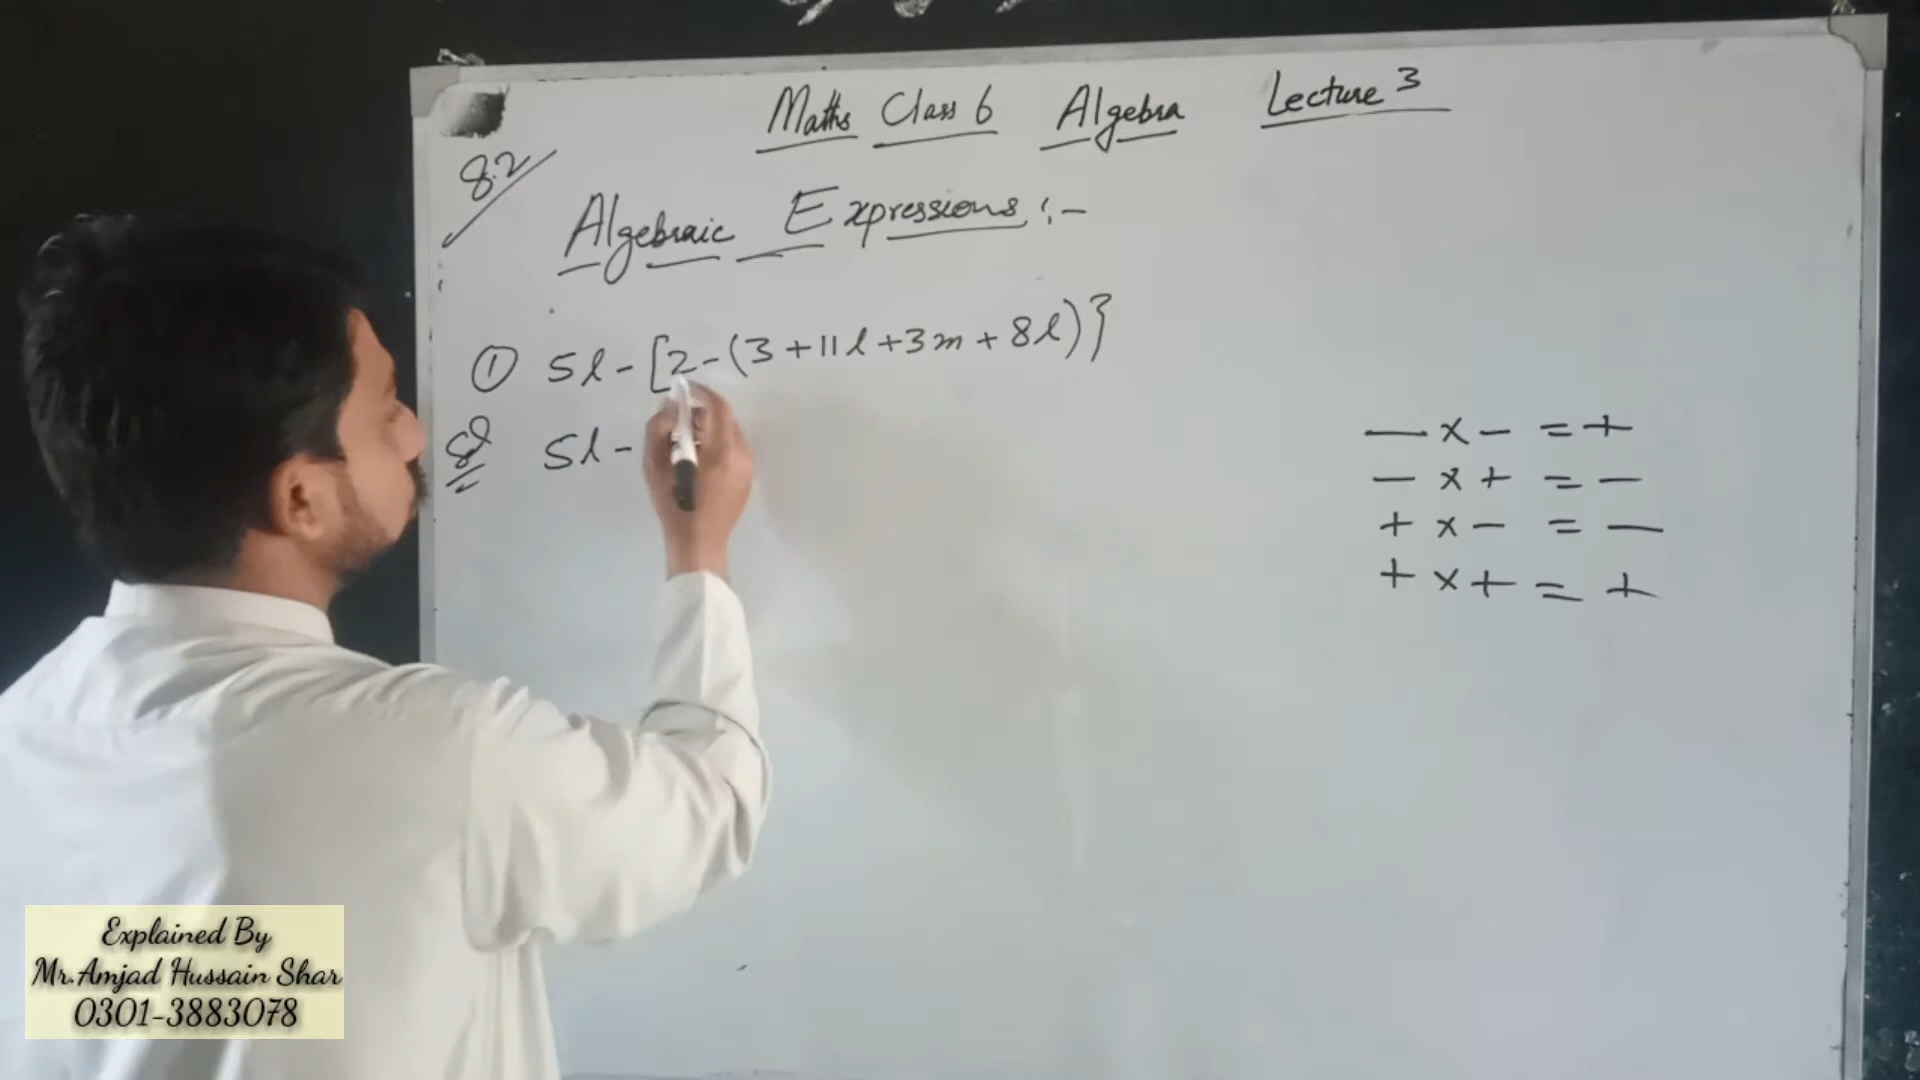 Maths Class 6 Algebra Lecture 3
8.2
Algebraic Expressions :-
① 5l - [2 - (3 + 11l + 3m + 8l)}
Sol 5l -
— x - = +
- x + = -
+ x - = —
+ x + = +
Explained By
Mr.Amjad Hussain Shar
0301-3883078